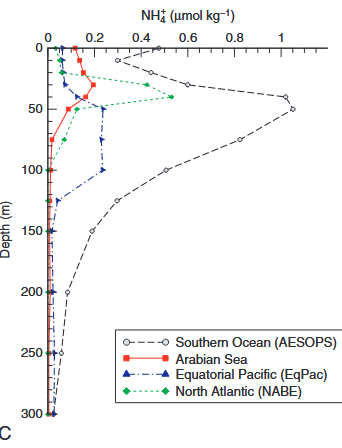 NH₄⁺ (μmol kg⁻¹)
0 0.2 0.4 0.6 0.8 1
0
50
100
150
200
250
300
Depth (m)
Southern Ocean (AESOPS)
Arabian Sea
Equatorial Pacific (EqPac)
North Atlantic (NABE)
C